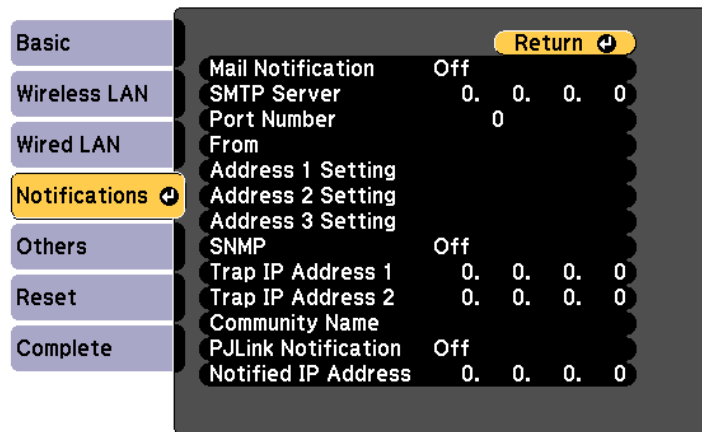 Basic
Wireless LAN
Wired LAN
Notifications
Others
Reset
Complete
Return
Mail Notification Off
SMTP Server 0. 0. 0. 0
Port Number 0
From
Address 1 Setting
Address 2 Setting
Address 3 Setting
SNMP Off
Trap IP Address 1 0. 0. 0. 0
Trap IP Address 2 0. 0. 0. 0
Community Name
PJLink Notification Off
Notified IP Address 0. 0. 0. 0